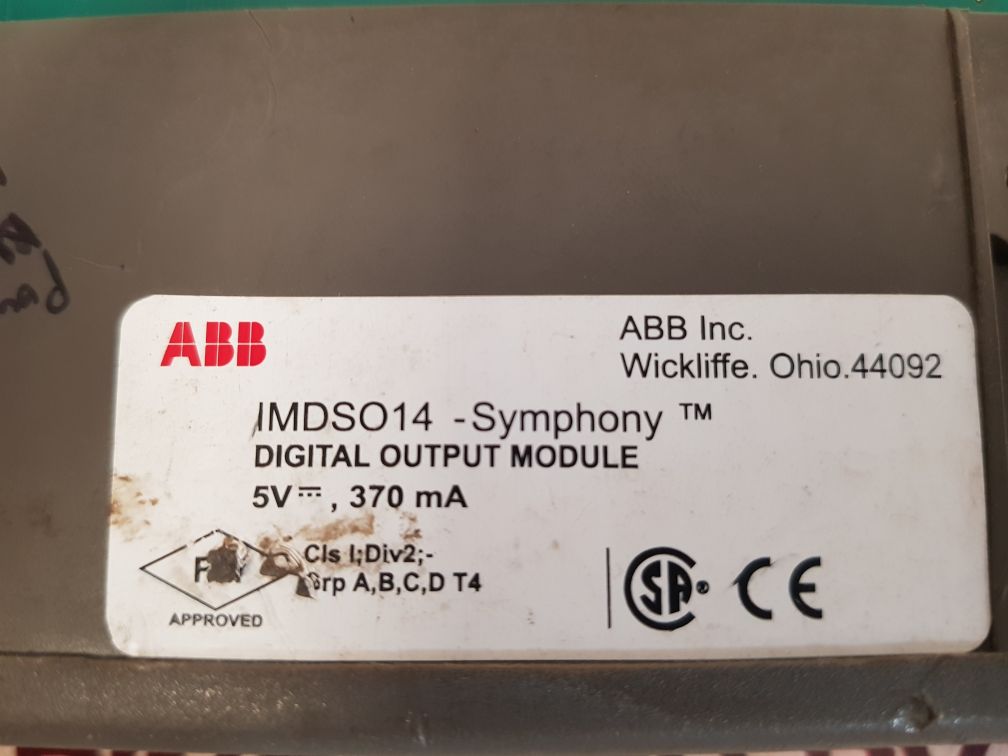 ABB
ABB Inc.
Wickliffe. Ohio.44092
IMDSO14 -Symphony ™
DIGITAL OUTPUT MODULE
5V⎓, 370 mA
Cls I;Div2;-
Grp A,B,C,D T4
APPROVED
SA®
CE